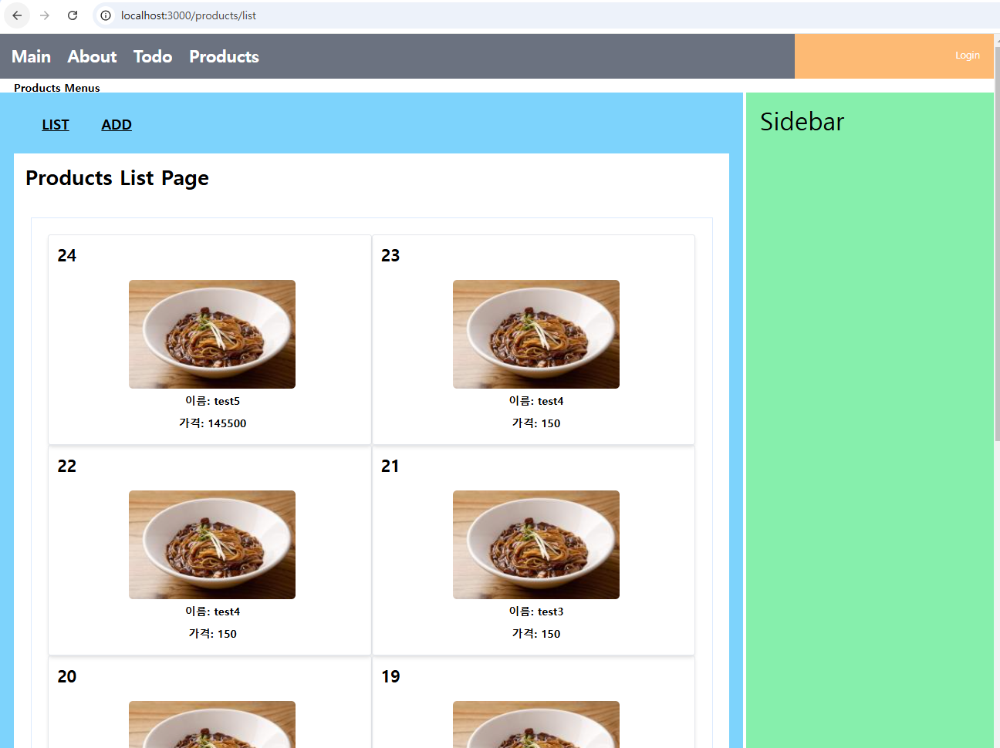 localhost:3000/products/list
Main About Todo Products Login
Products Menus
LIST ADD
Sidebar
Products List Page
24
이름: test5
가격: 145500
23
이름: test4
가격: 150
22
이름: test4
가격: 150
21
이름: test3
가격: 150
20
19